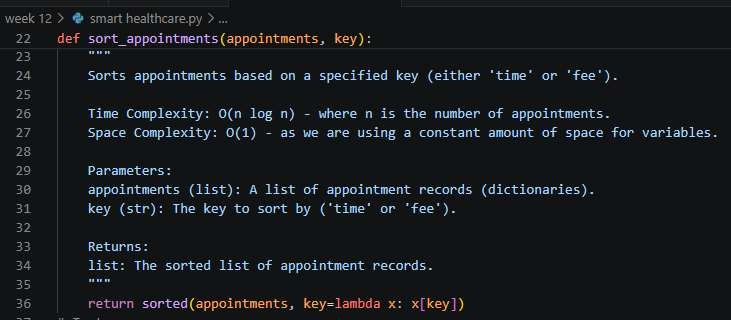 week 12 > smart healthcare.py > ...
22 def sort_appointments(appointments, key):
23 """
24 Sorts appointments based on a specified key (either 'time' or 'fee').
25
26 Time Complexity: O(n log n) - where n is the number of appointments.
27 Space Complexity: O(1) - as we are using a constant amount of space for variables.
28
29 Parameters:
30 appointments (list): A list of appointment records (dictionaries).
31 key (str): The key to sort by ('time' or 'fee').
32
33 Returns:
34 list: The sorted list of appointment records.
35 """
36 return sorted(appointments, key=lambda x: x[key])